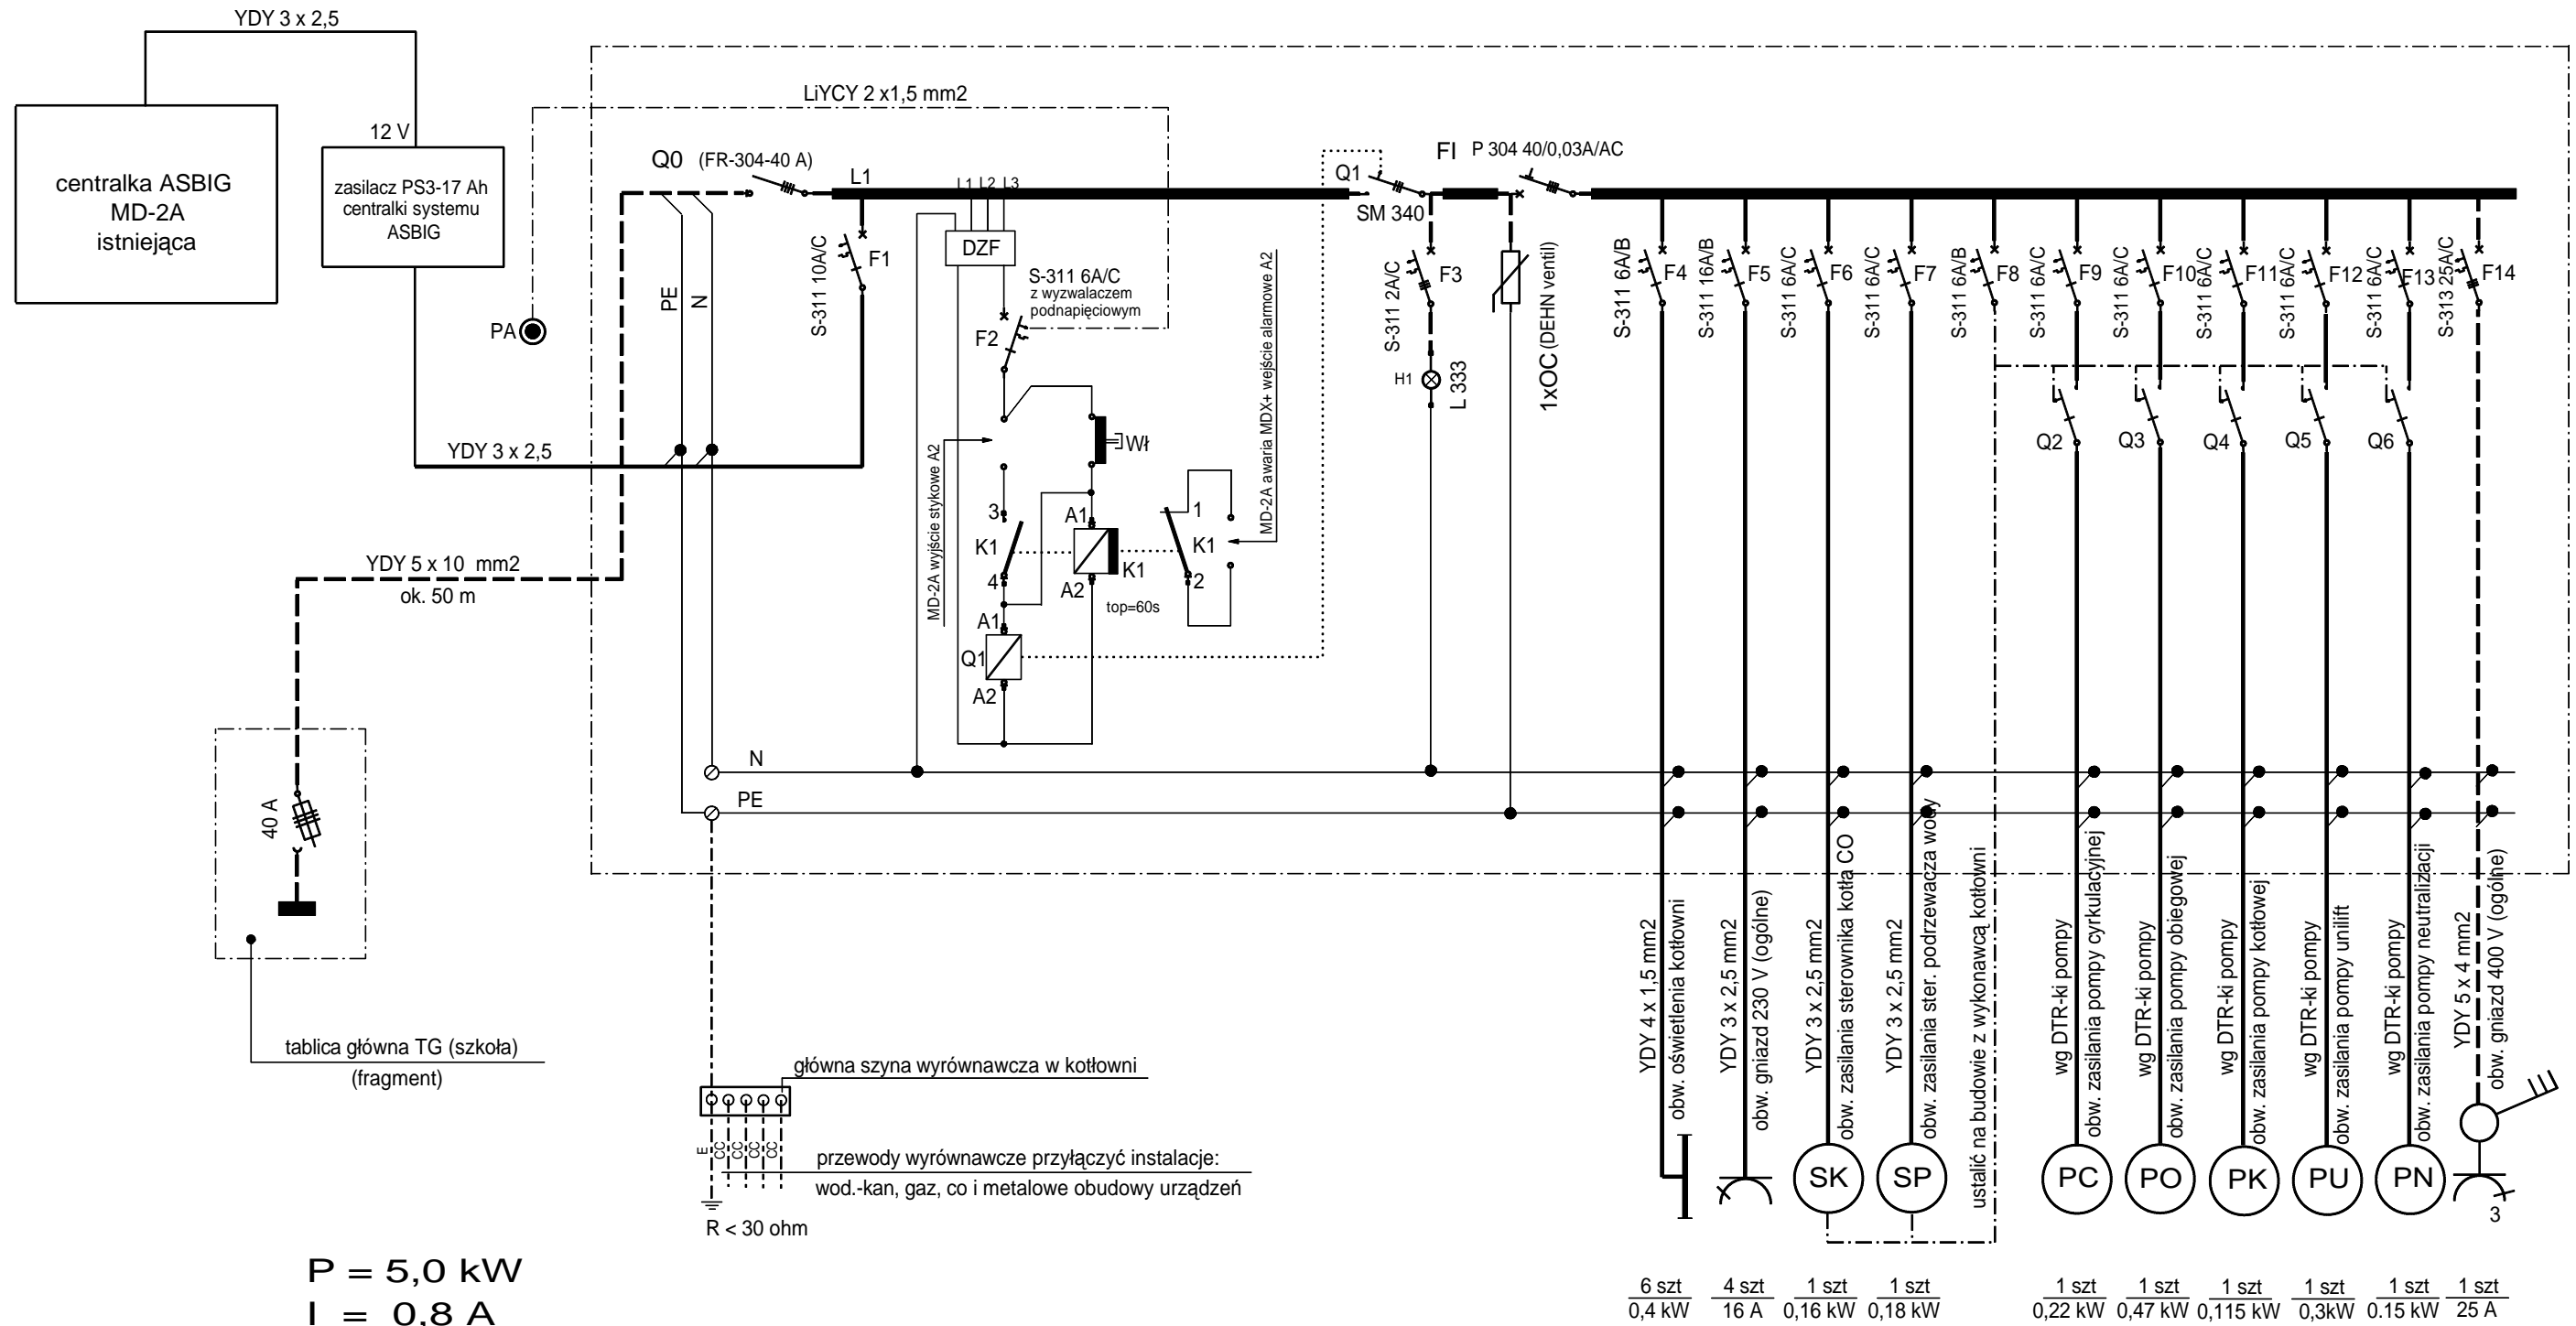 YDY 3 x 2,5
centralka ASBIG
MD-2A
istniejąca
12 V
zasilacz PS3-17 Ah
centralki systemu
ASBIG
LiYCY 2 x1,5 mm2
PA
Q0 (FR-304-40 A)
L1
L1 L2 L3
DZF
PE
N
S-311 10A/C
F1
S-311 6A/C
z wyzwalaczem
podnapięciowym
F2
MD-2A wyjście stykowe A2
Wł
3
K1
4
A1
A2
K1
top=60s
1
K1
2
MD-2A awaria MDX+ wejście alarmowe A2
A1
Q1
A2
Q1
SM 340
FI P 304 40/0,03A/AC
S-311 2A/C
F3
H1
L 333
1xOC (DEHN ventil)
S-311 6A/B
F4
S-311 16A/B
F5
S-311 6A/C
F6
S-311 6A/C
F7
S-311 6A/B
F8
S-311 6A/C
F9
S-311 6A/C
F10
S-311 6A/C
F11
S-311 6A/C
F12
S-311 6A/C
F13
S-313 25A/C
F14
Q2
Q3
Q4
Q5
Q6
YDY 3 x 2,5
YDY 5 x 10 mm2
ok. 50 m
N
PE
40 A
tablica główna TG (szkoła)
(fragment)
główna szyna wyrównawcza w kotłowni
E
CC
CC
CC
CC
przewody wyrównawcze przyłączyć instalacje:
wod.-kan, gaz, co i metalowe obudowy urządzeń
R < 30 ohm
YDY 4 x 1,5 mm2
obw. oświetlenia kotłowni
YDY 3 x 2,5 mm2
obw. gniazd 230 V (ogólne)
YDY 3 x 2,5 mm2
obw. zasilania sterownika kotła CO
YDY 3 x 2,5 mm2
obw. zasilania ster. podrzewacza wody
ustalić na budowie z wykonawcą kotłowni
wg DTR-ki pompy
obw. zasilania pompy cyrkulacyjnej
wg DTR-ki pompy
obw. zasilania pompy obiegowej
wg DTR-ki pompy
obw. zasilania pompy kotłowej
wg DTR-ki pompy
obw. zasilania pompy unilift
wg DTR-ki pompy
obw. zasilania pompy neutralizacji
YDY 5 x 4 mm2
obw. gniazd 400 V (ogólne)
SK
SP
PC
PO
PK
PU
PN
3
6 szt
0,4 kW
4 szt
16 A
1 szt
0,16 kW
1 szt
0,18 kW
1 szt
0,22 kW
1 szt
0,47 kW
1 szt
0,115 kW
1 szt
0,3kW
1 szt
0.15 kW
1 szt
25 A
P = 5,0 kW
I = 0,8 A